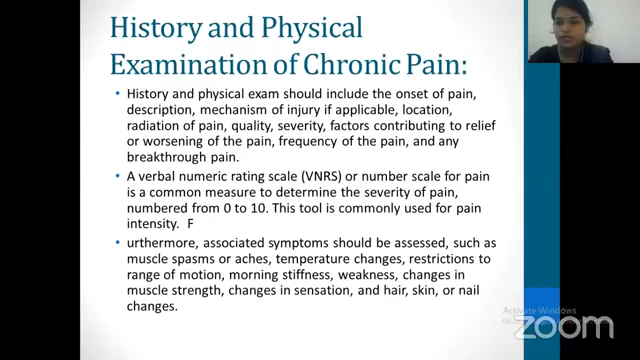 History and Physical
Examination of Chronic Pain:
• History and physical exam should include the onset of pain,
description, mechanism of injury if applicable, location,
radiation of pain, quality, severity, factors contributing to relief
or worsening of the pain, frequency of the pain, and any
breakthrough pain.
• A verbal numeric rating scale (VNRS) or number scale for pain
is a common measure to determine the severity of pain,
numbered from 0 to 10. This tool is commonly used for pain
intensity. F
• urthermore, associated symptoms should be assessed, such as
muscle spasms or aches, temperature changes, restrictions to
range of motion, morning stiffness, weakness, changes in
muscle strength, changes in sensation, and hair, skin, or nail
changes.
Activate Windows
zoom